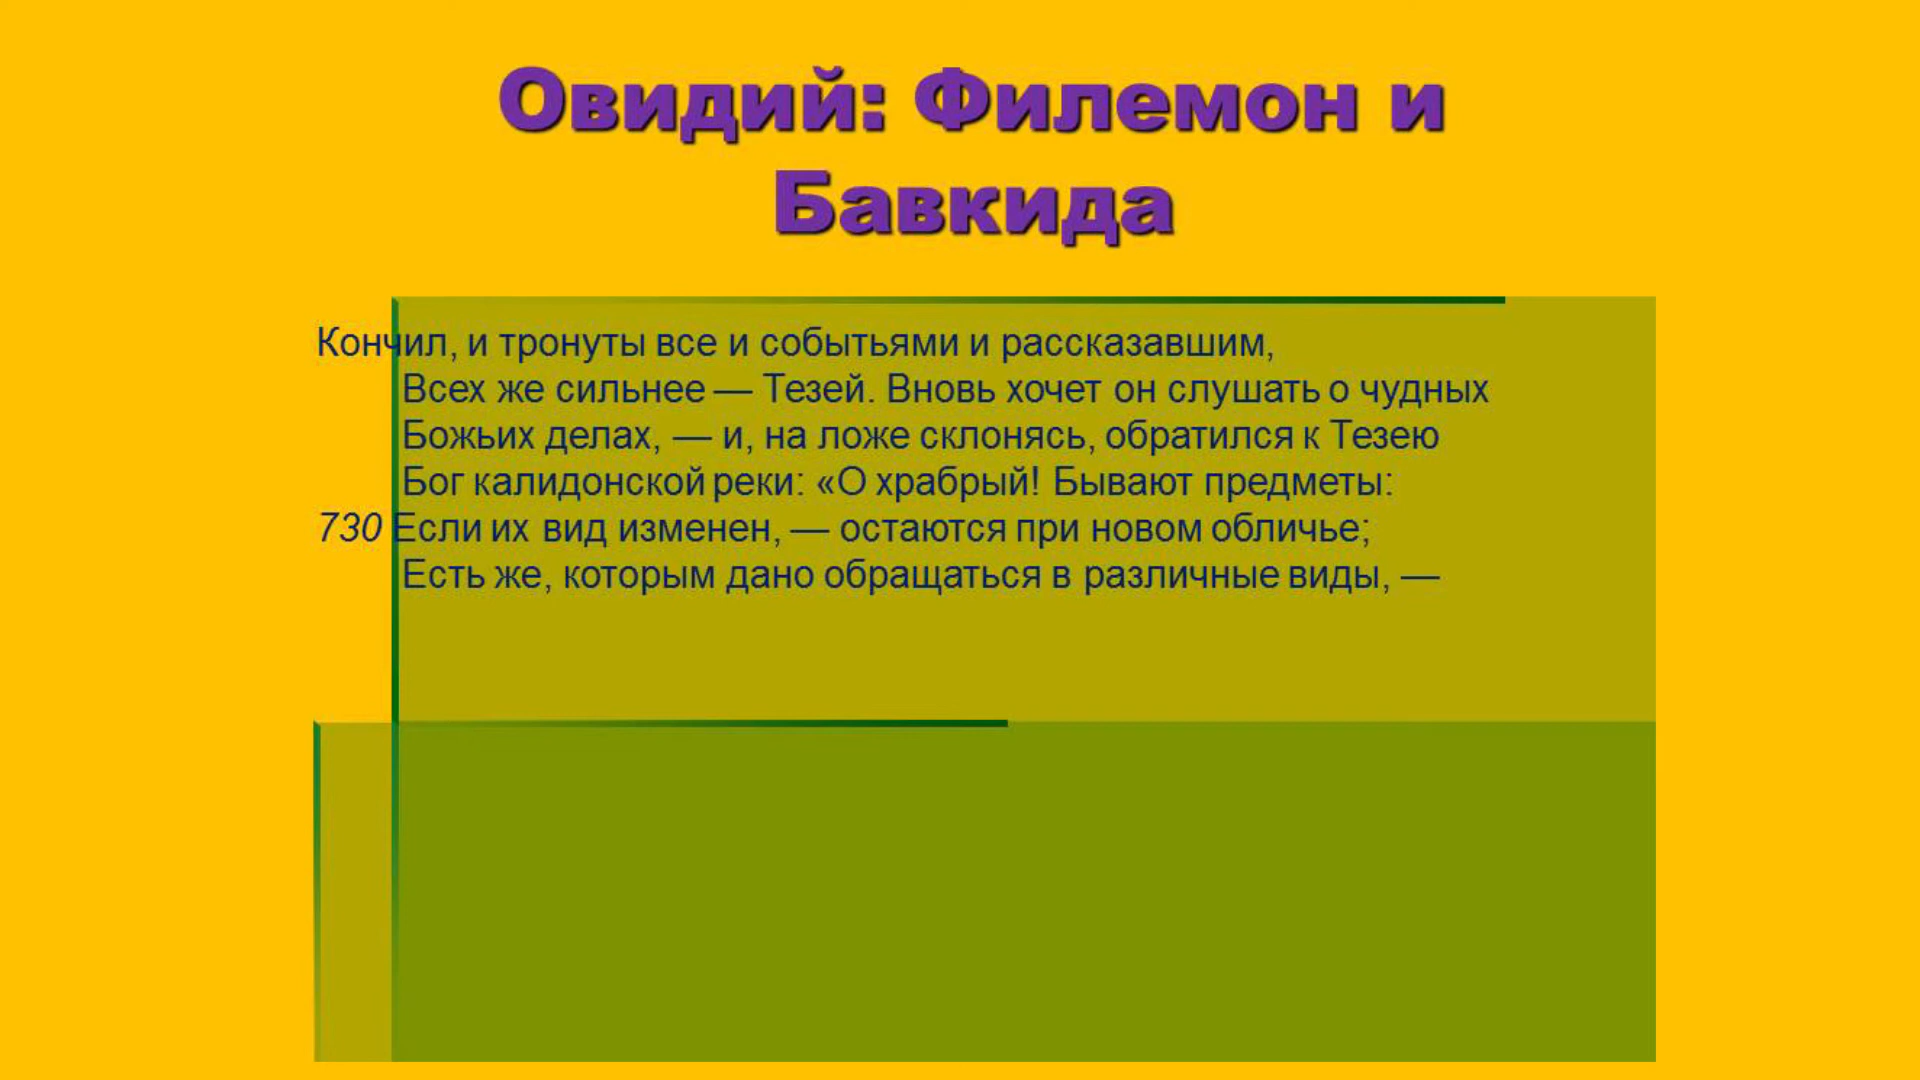 Овидий: Филемон и
Бавкида
Кончил, и тронуты все и событьями и рассказавшим,
Всех же сильнее — Тезей. Вновь хочет он слушать о чудных
Божьих делах, — и, на ложе склонясь, обратился к Тезею
Бог калидонской реки: «О храбрый! Бывают предметы:
730 Если их вид изменен, — остаются при новом обличье;
Есть же, которым дано обращаться в различные виды, —